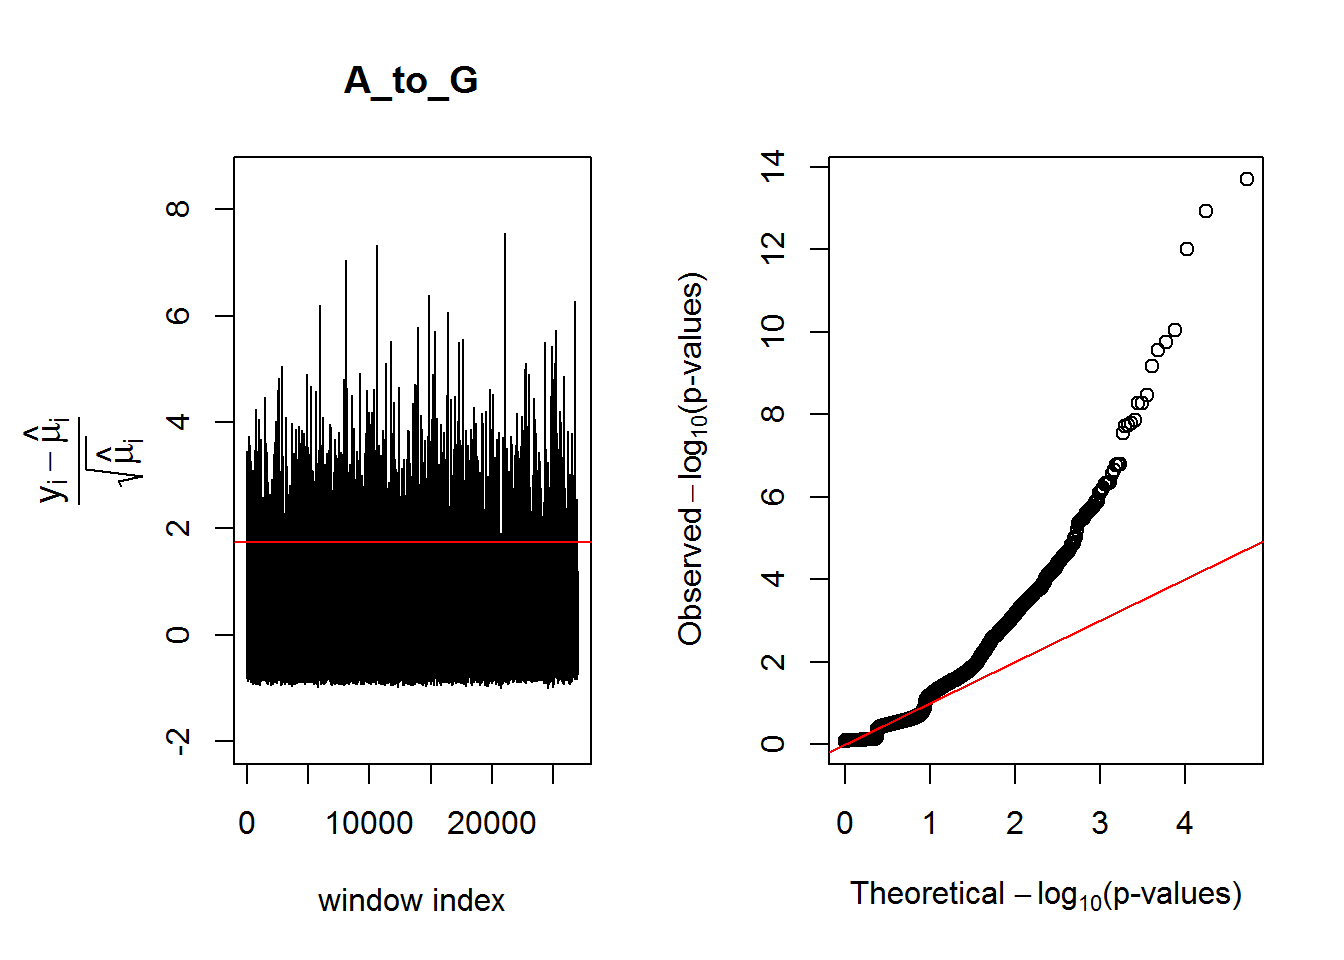 A_to_G
yᵢ − μ̂ᵢ
√μ̂ᵢ
8
6
4
2
0
-2
0 10000 20000
window index
Observed − log₁₀(p-values)
14
12
10
8
6
4
2
0
0 1 2 3 4
Theoretical − log₁₀(p-values)